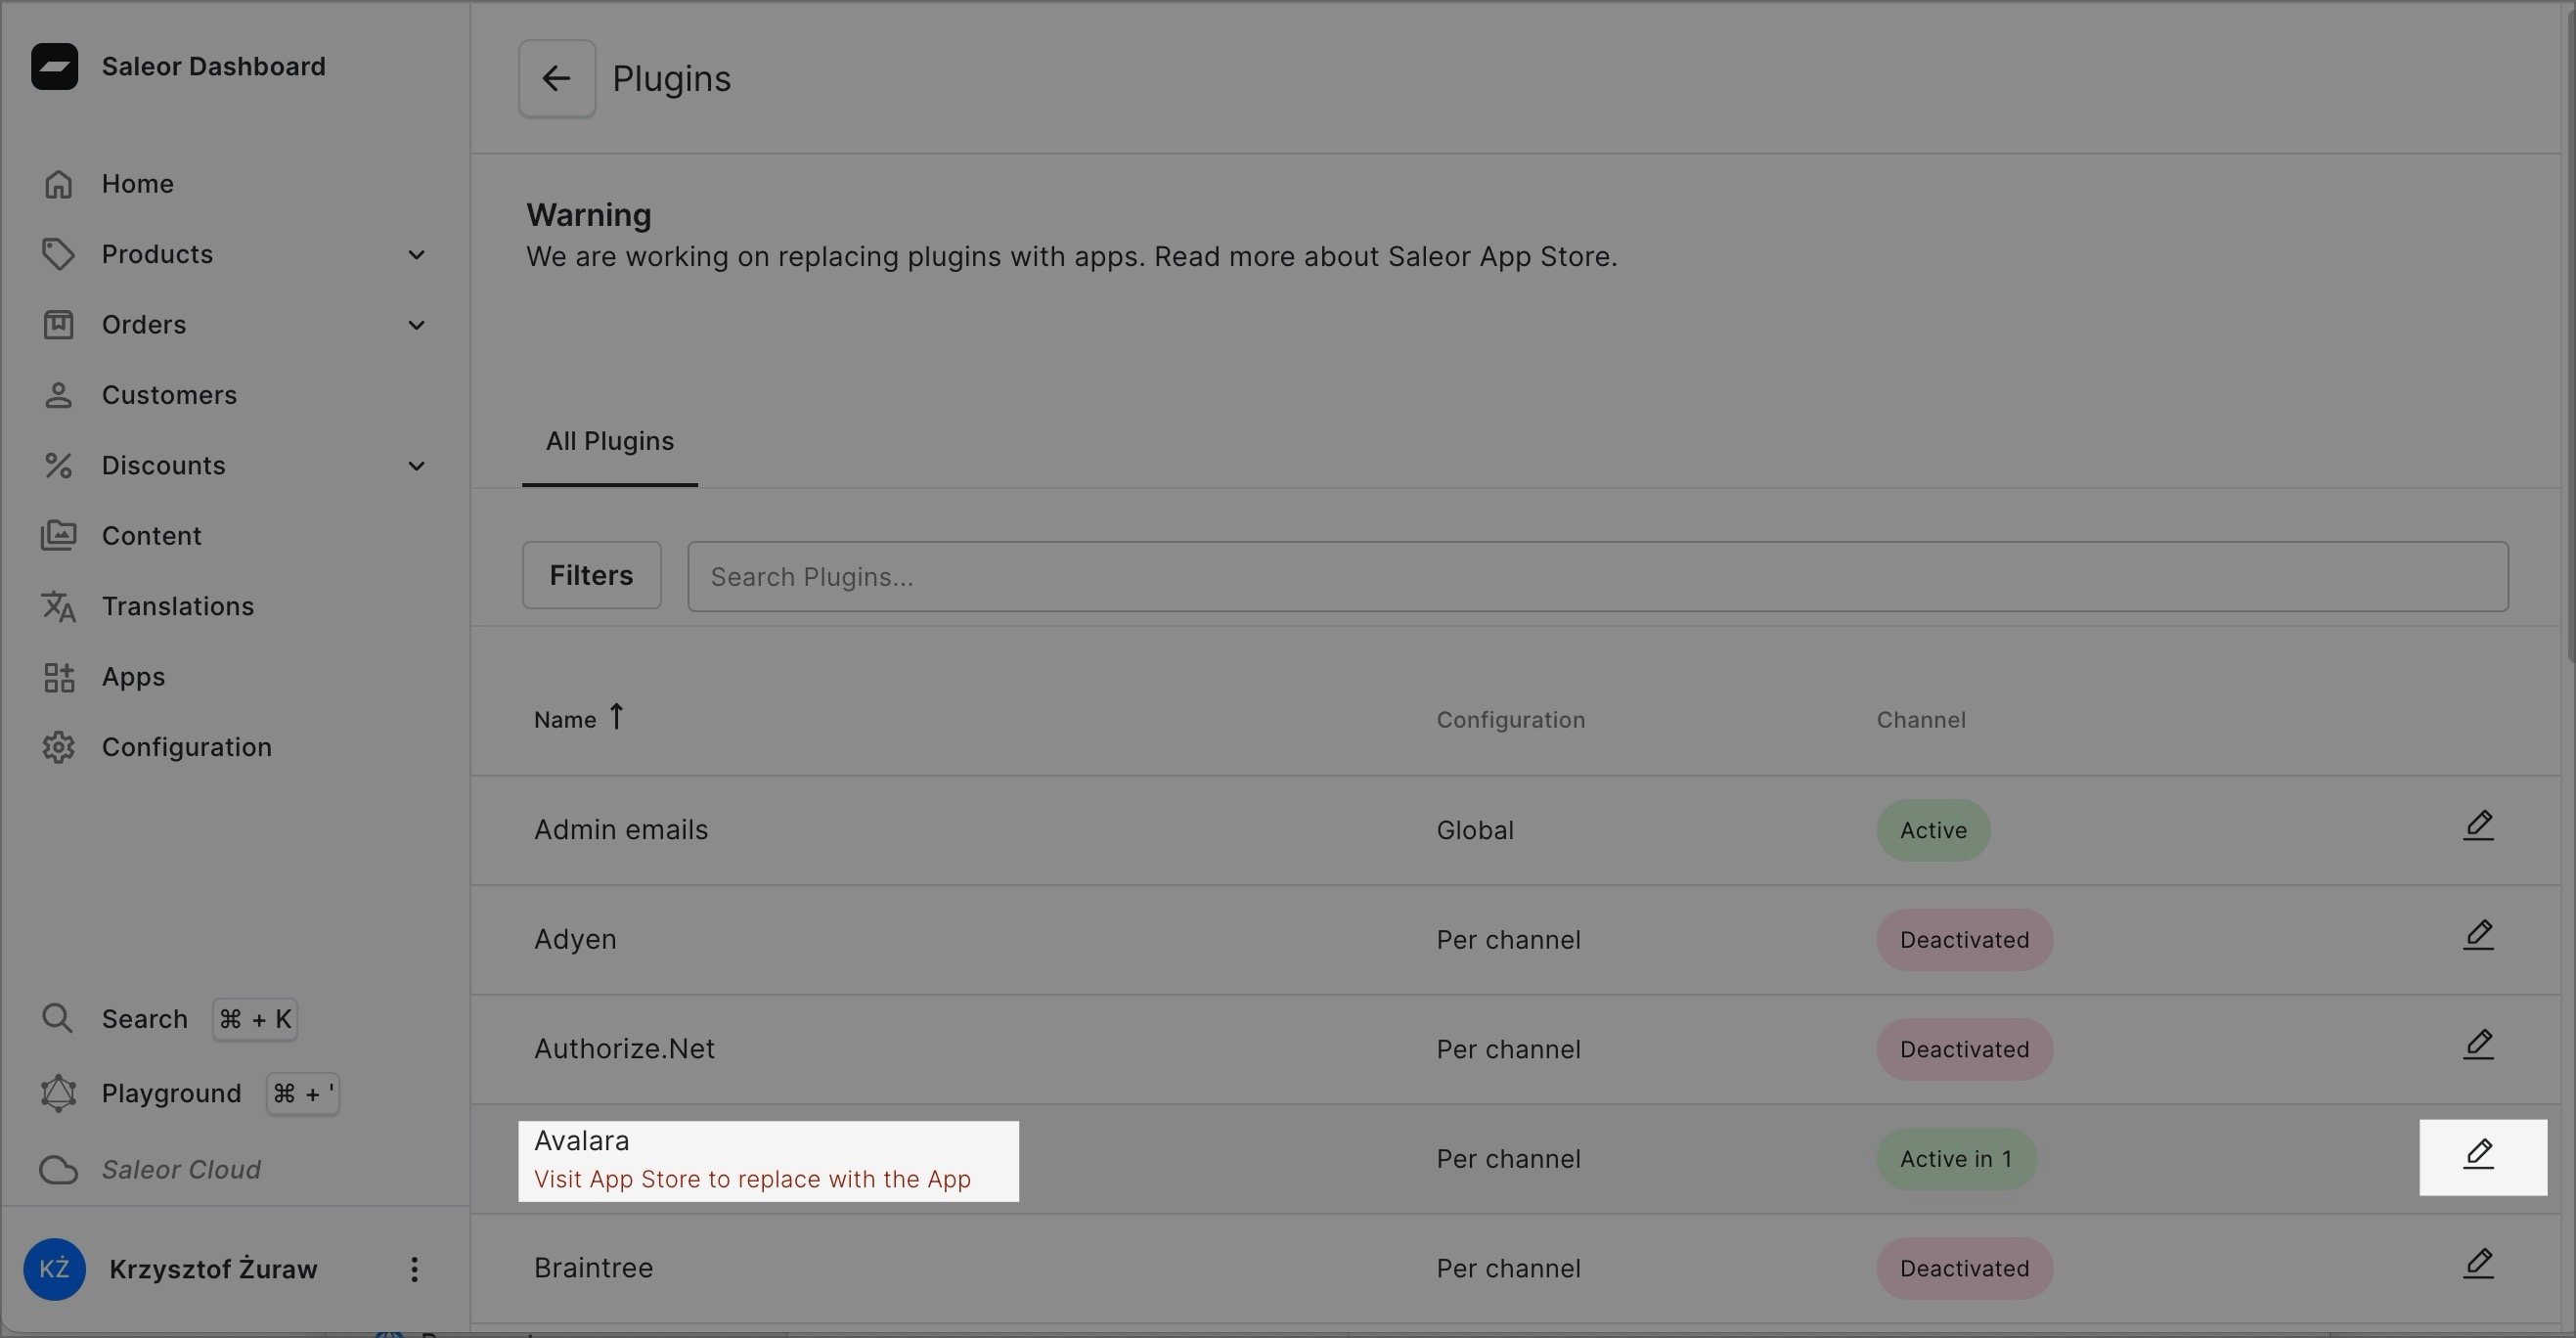 Saleor Dashboard
Home
Products
Orders
Customers
Discounts
Content
Translations
Apps
Configuration
Search ⌘ + K
Playground ⌘ + '
Saleor Cloud
KŻ Krzysztof Żuraw
Plugins
Warning
We are working on replacing plugins with apps. Read more about Saleor App Store.
All Plugins
Filters Search Plugins...
Name ↑ Configuration Channel
Admin emails Global Active
Adyen Per channel Deactivated
Authorize.Net Per channel Deactivated
Avalara Per channel Active in 1
Visit App Store to replace with the App
Braintree Per channel Deactivated